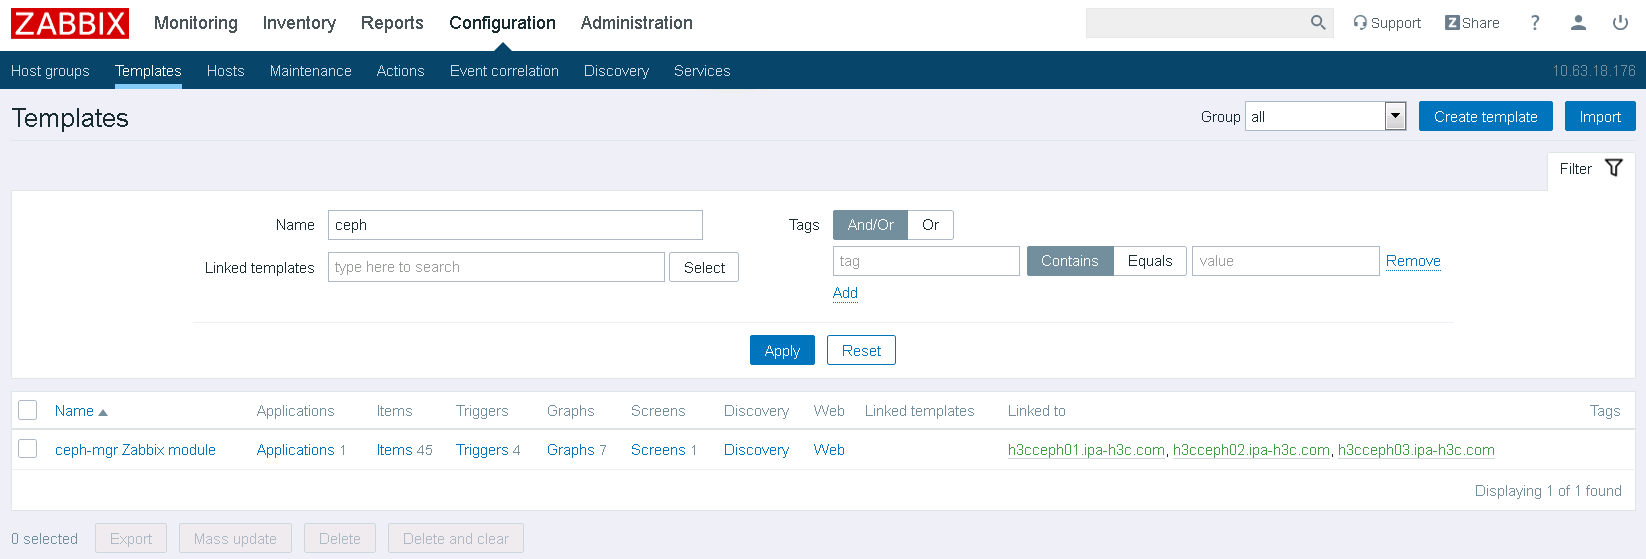 ZABBIX Monitoring Inventory Reports Configuration Administration Support Z Share ?
Host groups Templates Hosts Maintenance Actions Event correlation Discovery Services 10.63.18.176
Templates Group all Create template Import
Filter
Name ceph Tags And/Or Or
Linked templates type here to search Select tag Contains Equals value Remove
Add
Apply Reset
Name Applications Items Triggers Graphs Screens Discovery Web Linked templates Linked to Tags
ceph-mgr Zabbix module Applications 1 Items 45 Triggers 4 Graphs 7 Screens 1 Discovery Web h3cceph01.ipa-h3c.com, h3cceph02.ipa-h3c.com, h3cceph03.ipa-h3c.com
Displaying 1 of 1 found
0 selected Export Mass update Delete Delete and clear